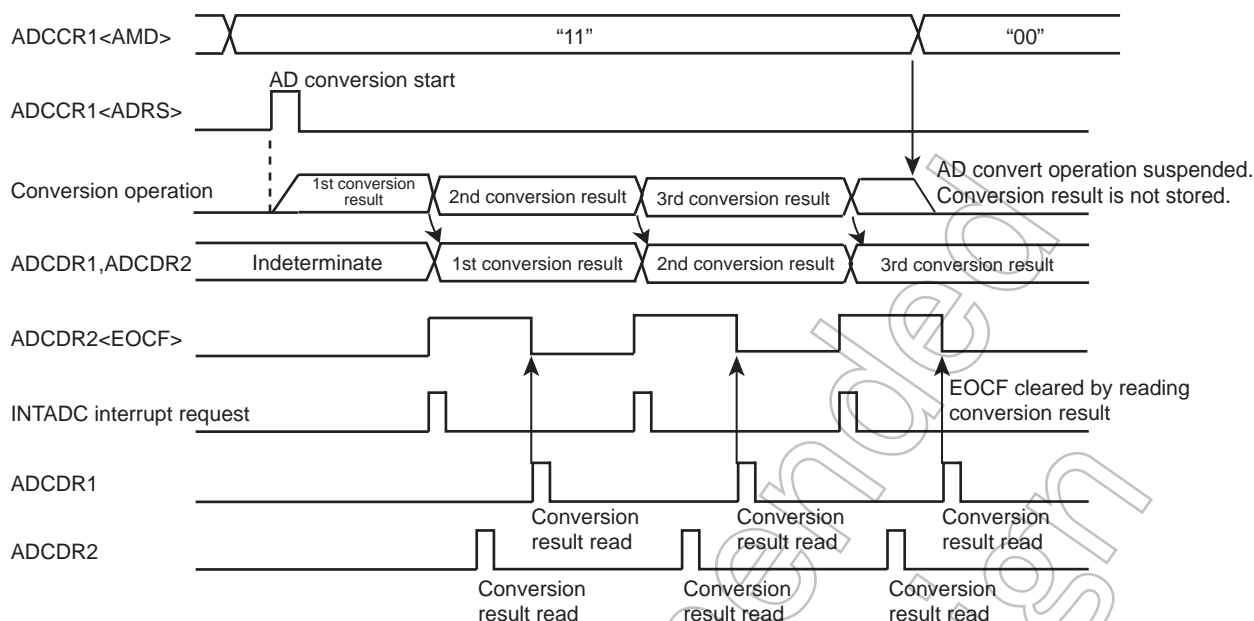 ADCCR1<AMD>
“11”
“00”
AD conversion start
ADCCR1<ADRS>
AD convert operation suspended.
Conversion result is not stored.
Conversion operation
1st conversion
result
2nd conversion result
3rd conversion result
ADCDR1,ADCDR2
Indeterminate
1st conversion result
2nd conversion result
3rd conversion result
ADCDR2<EOCF>
EOCF cleared by reading
conversion result
INTADC interrupt request
ADCDR1
Conversion
result read
Conversion
result read
Conversion
result read
ADCDR2
Conversion
result read
Conversion
result read
Conversion
result read